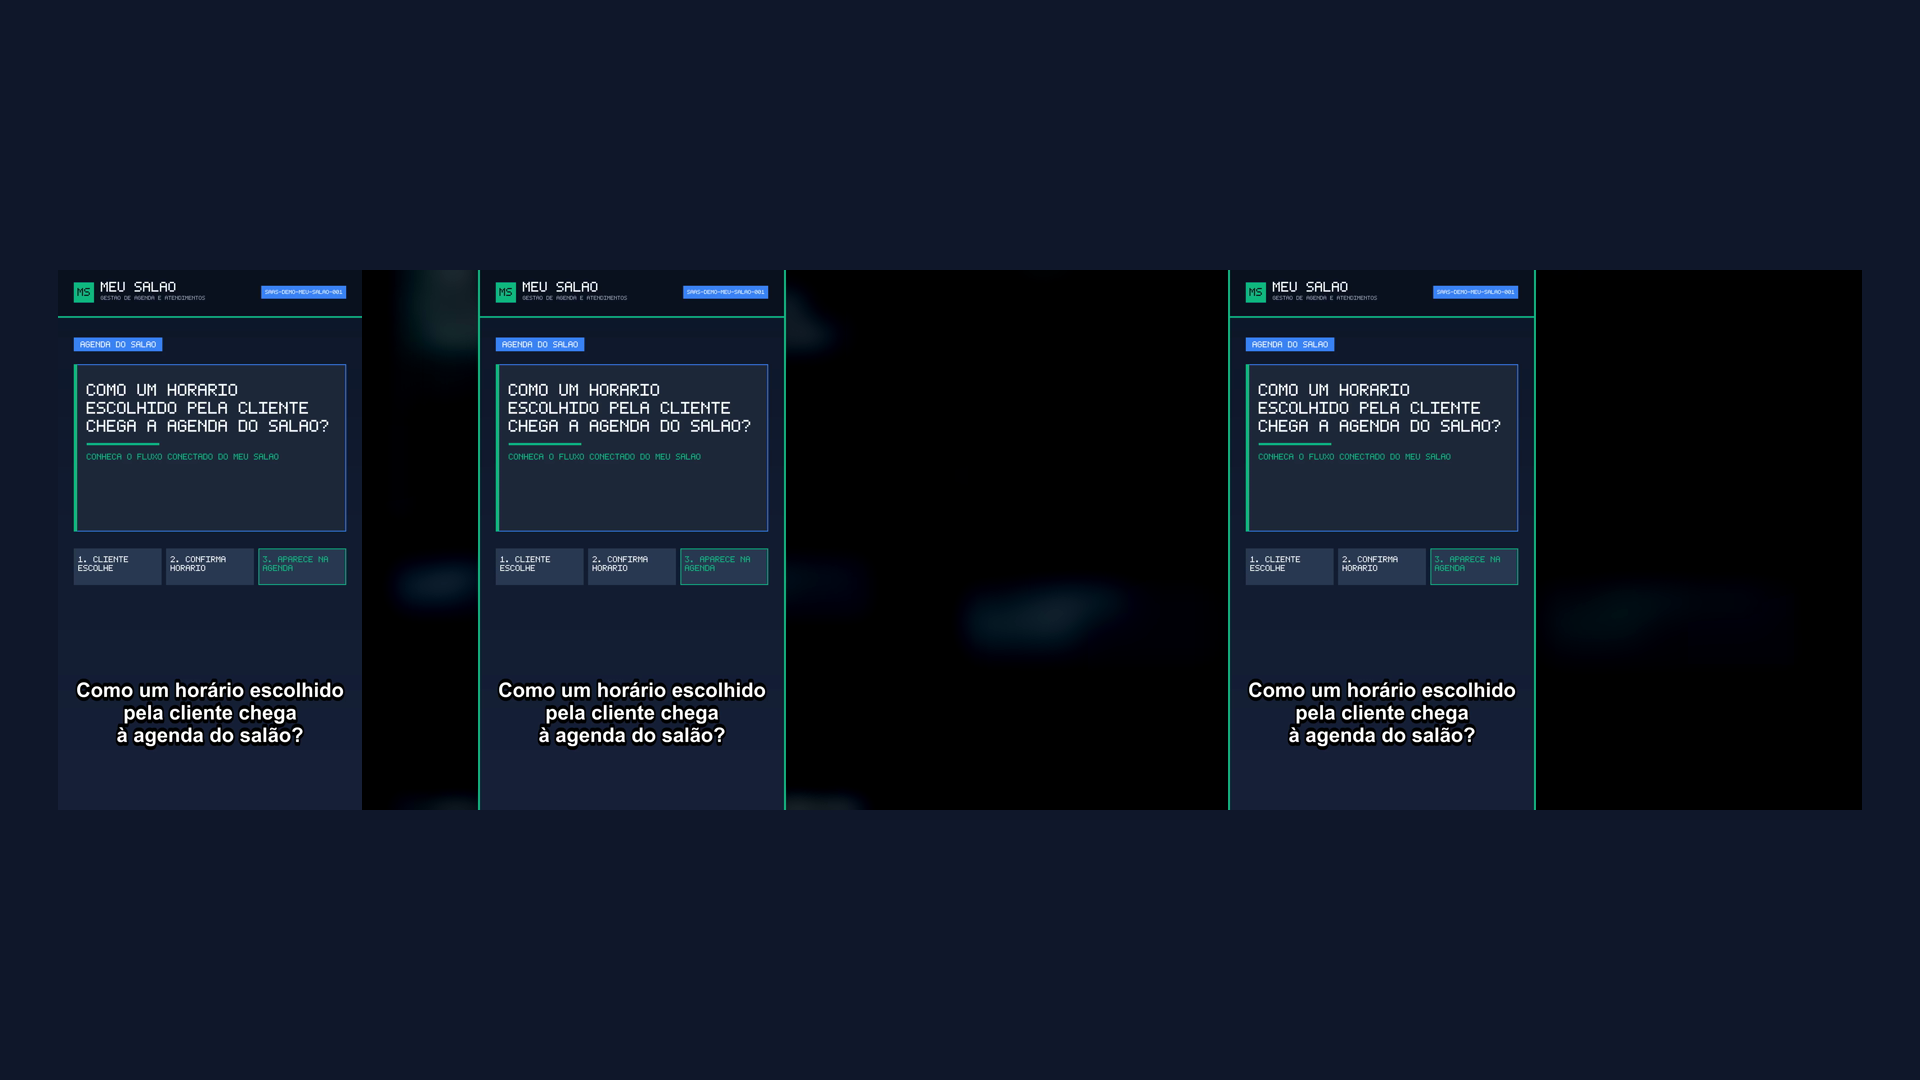 MS
MEU SALAO
GESTAO DE AGENDA E ATENDIMENTOS
SAAS-DEMO-MEU-SALAO-001
AGENDA DO SALAO
COMO UM HORARIO
ESCOLHIDO PELA CLIENTE
CHEGA A AGENDA DO SALAO?
CONHECA O FLUXO CONECTADO DO MEU SALAO
1. CLIENTE
ESCOLHE
2. CONFIRMA
HORARIO
3. APARECE NA
AGENDA
Como um horário escolhido
pela cliente chega
à agenda do salão?
MS
MEU SALAO
GESTAO DE AGENDA E ATENDIMENTOS
SAAS-DEMO-MEU-SALAO-001
AGENDA DO SALAO
COMO UM HORARIO
ESCOLHIDO PELA CLIENTE
CHEGA A AGENDA DO SALAO?
CONHECA O FLUXO CONECTADO DO MEU SALAO
1. CLIENTE
ESCOLHE
2. CONFIRMA
HORARIO
3. APARECE NA
AGENDA
Como um horário escolhido
pela cliente chega
à agenda do salão?
MS
MEU SALAO
GESTAO DE AGENDA E ATENDIMENTOS
SAAS-DEMO-MEU-SALAO-001
AGENDA DO SALAO
COMO UM HORARIO
ESCOLHIDO PELA CLIENTE
CHEGA A AGENDA DO SALAO?
CONHECA O FLUXO CONECTADO DO MEU SALAO
1. CLIENTE
ESCOLHE
2. CONFIRMA
HORARIO
3. APARECE NA
AGENDA
Como um horário escolhido
pela cliente chega
à agenda do salão?